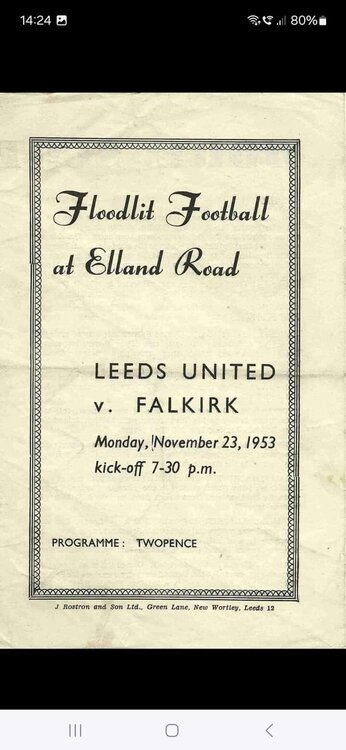 14:24
80%
Floodlit Football
at Elland Road
LEEDS UNITED
v. FALKIRK
Monday, November 23, 1953
kick-off 7-30 p.m.
PROGRAMME: TWOPENCE
J Rostron and Son Ltd., Green Lane, New Wortley, Leeds 12